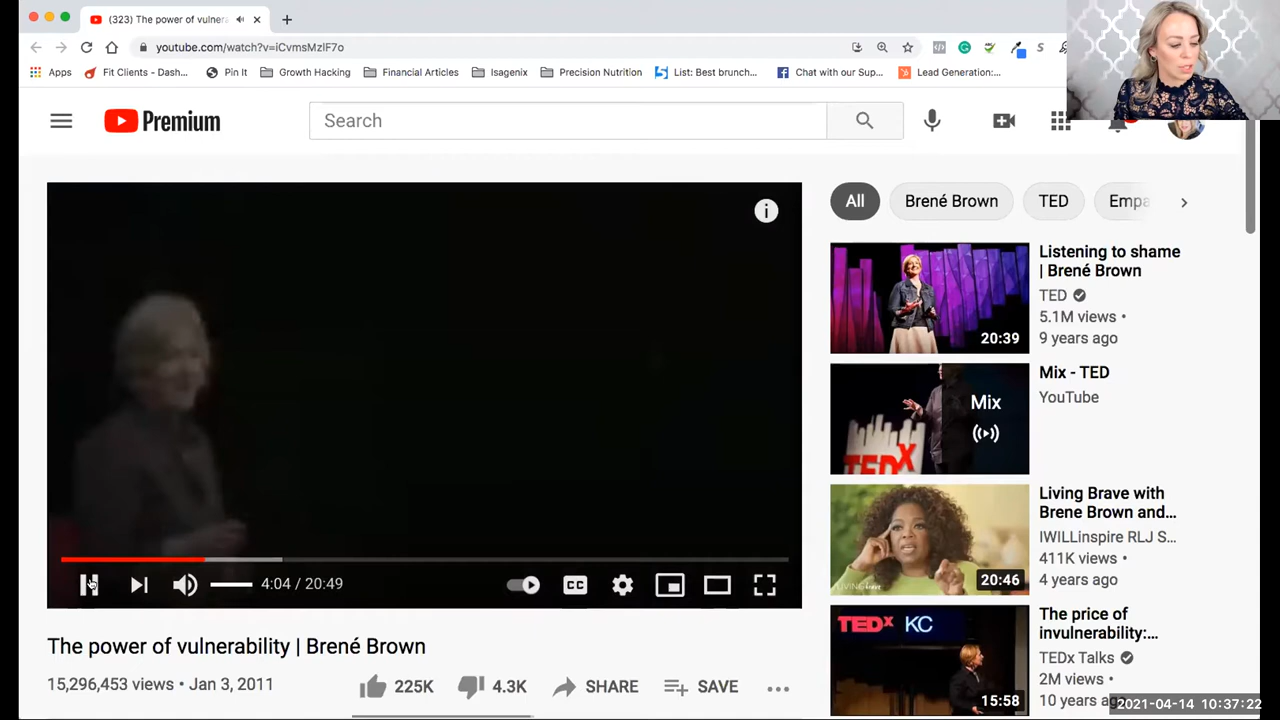 (323) The power of vulnera
youtube.com/watch?v=iCvmsMzlF7o
Apps Fit Clients - Dash... Pin It Growth Hacking Financial Articles Isagenix Precision Nutrition List: Best brunch... Chat with our Sup... Lead Generation:...
Premium
Search
All Brené Brown TED Empa
Listening to shame
| Brené Brown
TED
5.1M views •
9 years ago
20:39
Mix - TED
YouTube
Mix
TEDx
Living Brave with
Brene Brown and...
IWILLinspire RLJ S...
411K views •
4 years ago
20:46
The price of
invulnerability:...
TEDx Talks
2M views •
10 years ago
TEDx KC
15:58
4:04 / 20:49
CC
The power of vulnerability | Brené Brown
15,296,453 views • Jan 3, 2011
225K 4.3K SHARE SAVE
2021-04-14 10:37:22